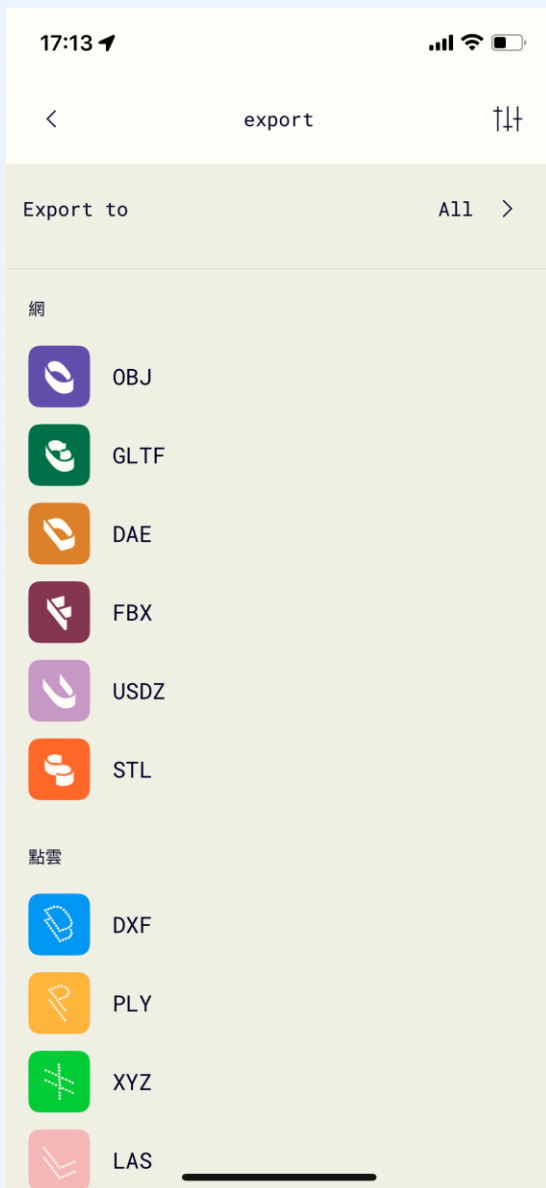 17:13
export
Export to All
網
OBJ
GLTF
DAE
FBX
USDZ
STL
點雲
DXF
PLY
XYZ
LAS